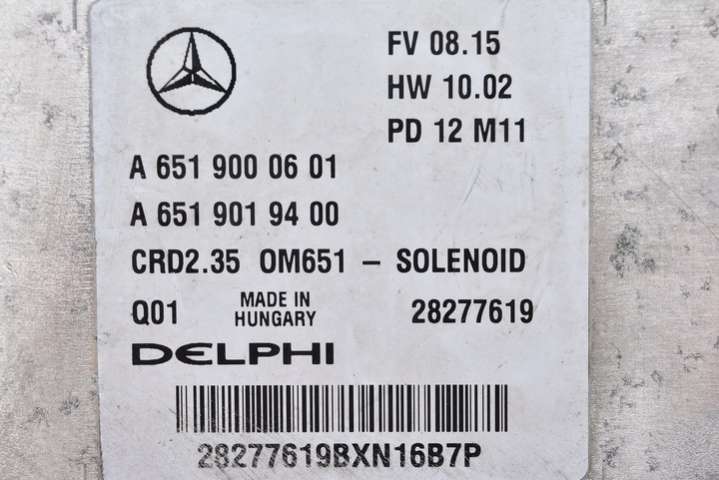 FV 08.15
HW 10.02
PD 12 M11
A 651 900 06 01
A 651 901 94 00
CRD2.35 OM651 – SOLENOID
Q01 MADE IN HUNGARY 28277619
DELPHI
28277619BXN16B7P